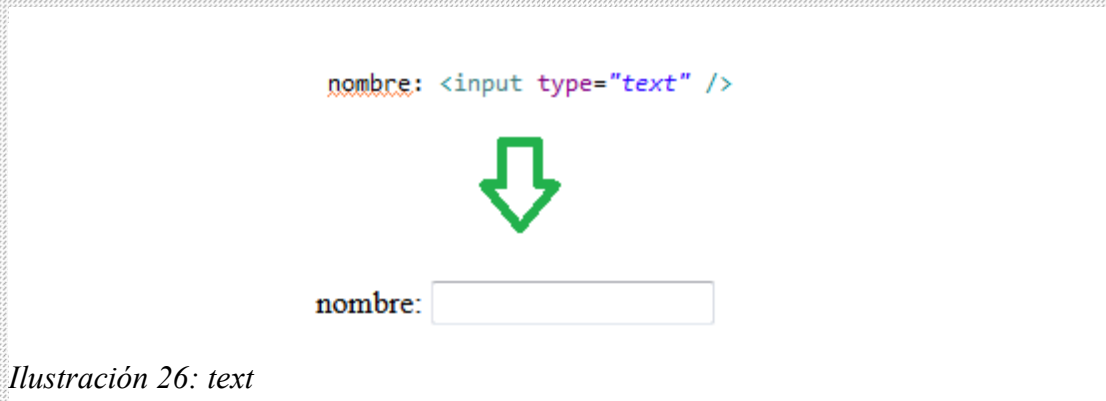 nombre: <input type="text" />
nombre:
Ilustración 26: text